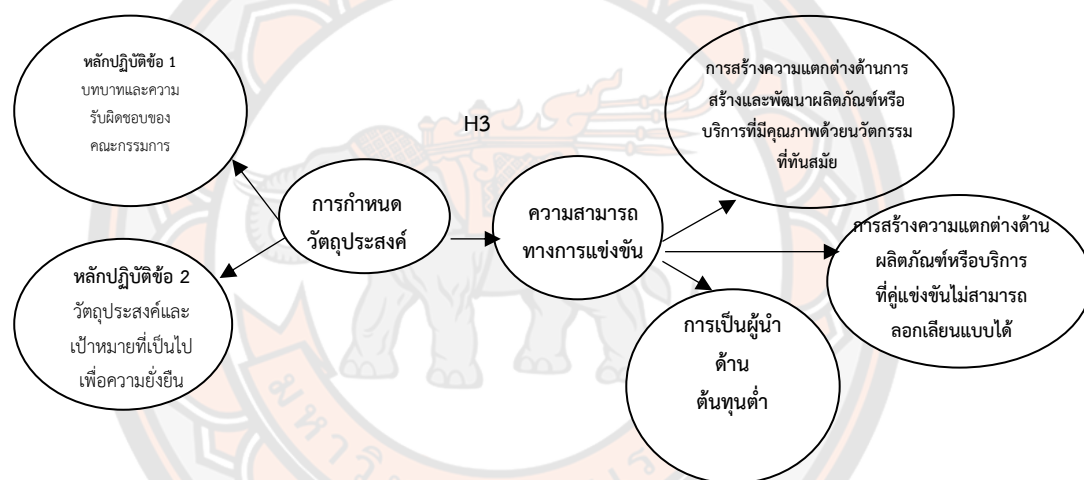 หลักปฏิบัติข้อ 1
บทบาทและความ
รับผิดชอบของ
คณะกรรมการ
H3
การสร้างความแตกต่างด้านการ
สร้างและพัฒนาผลิตภัณฑ์หรือ
บริการที่มีคุณภาพด้วยนวัตกรรม
ที่ทันสมัย
การกำหนด
วัตถุประสงค์
ความสามารถ
ทางการแข่งขัน
การสร้างความแตกต่างด้าน
ผลิตภัณฑ์หรือบริการ
ที่คู่แข่งขันไม่สามารถ
ลอกเลียนแบบได้
หลักปฏิบัติข้อ 2
วัตถุประสงค์และ
เป้าหมายที่เป็นไป
เพื่อความยั่งยืน
การเป็นผู้นำ
ด้าน
ต้นทุนต่ำ